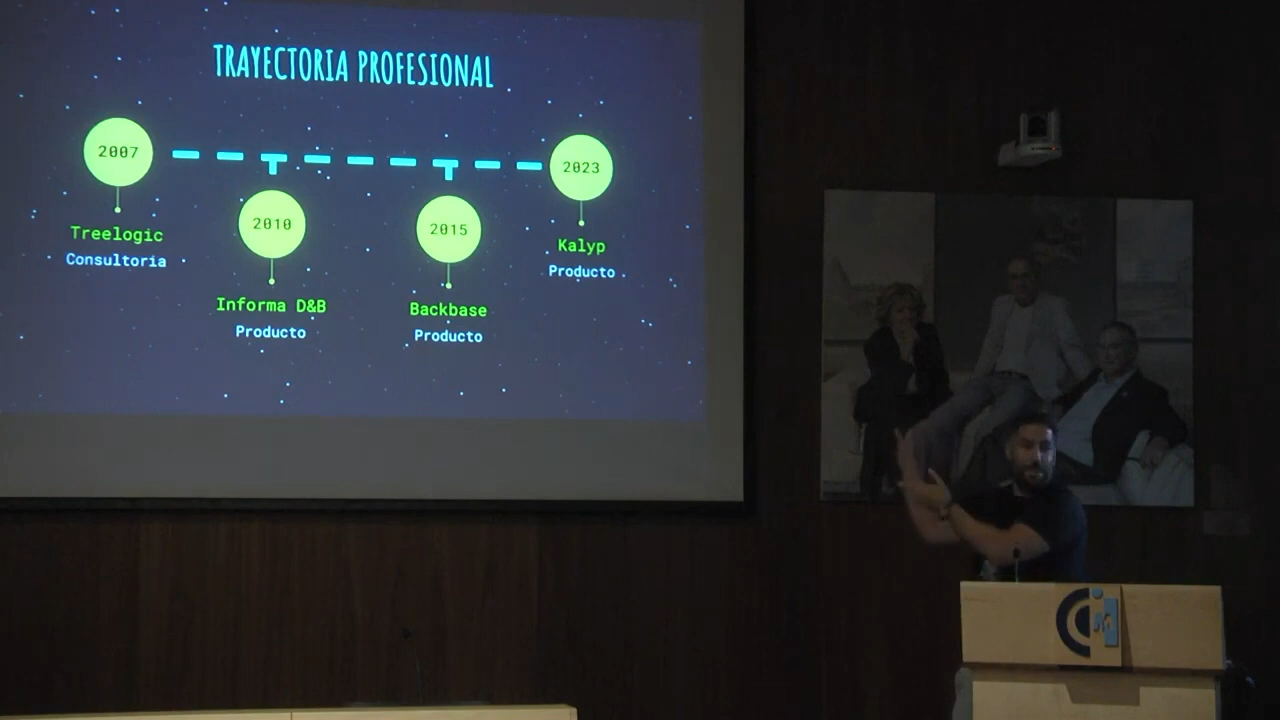 TRAYECTORIA PROFESIONAL
2007
Treelogic
Consultoria
2010
Informa D&B
Producto
2015
Backbase
Producto
2023
Kalyp
Producto